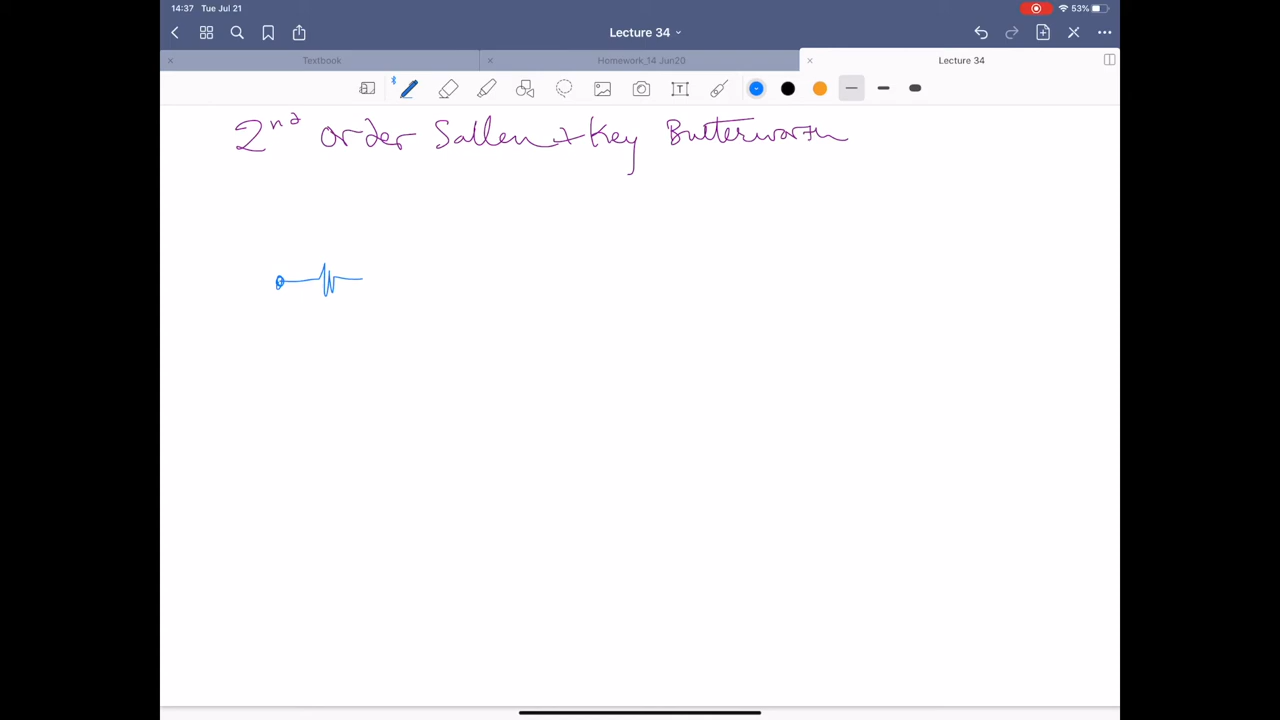 14:37 Tue Jul 21
53%
Lecture 34
Textbook
Homework_14 Jun20
Lecture 34
T
2nd order Sallen + Key Butterworth